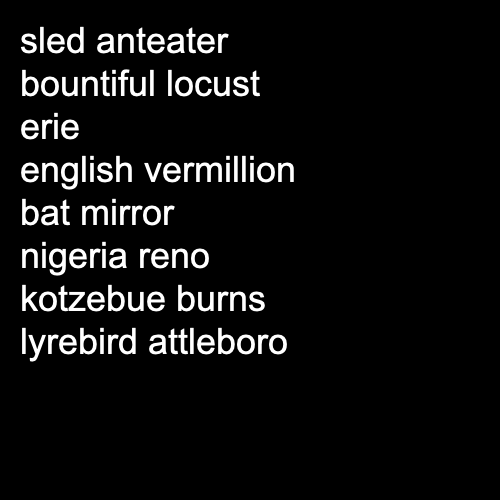 sled anteater
bountiful locust
erie
english vermillion
bat mirror
nigeria reno
kotzebue burns
lyrebird attleboro